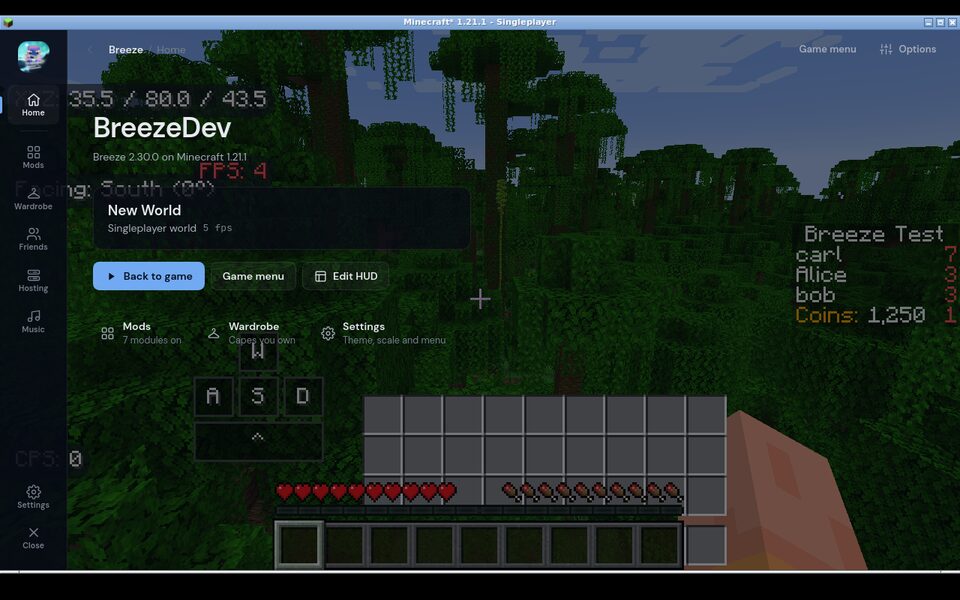 Minecraft* 1.21.1 - Singleplayer
Breeze / Home
Game menu
Options
35.5 / 80.0 / 43.5
Home
BreezeDev
Breeze 2.30.0 on Minecraft 1.21.1
FPS: 4
Mods
Facing: South (0°)
Wardrobe
New World
Singleplayer world 5 fps
Friends
Breeze Test
carl 7
Alice 3
bob 3
Coins: 1,250 1
Back to game
Game menu
Edit HUD
Hosting
Music
Mods
7 modules on
Wardrobe
Capes you own
Settings
Theme, scale and menu
W
A S D
^
CPS: 0
Settings
Close